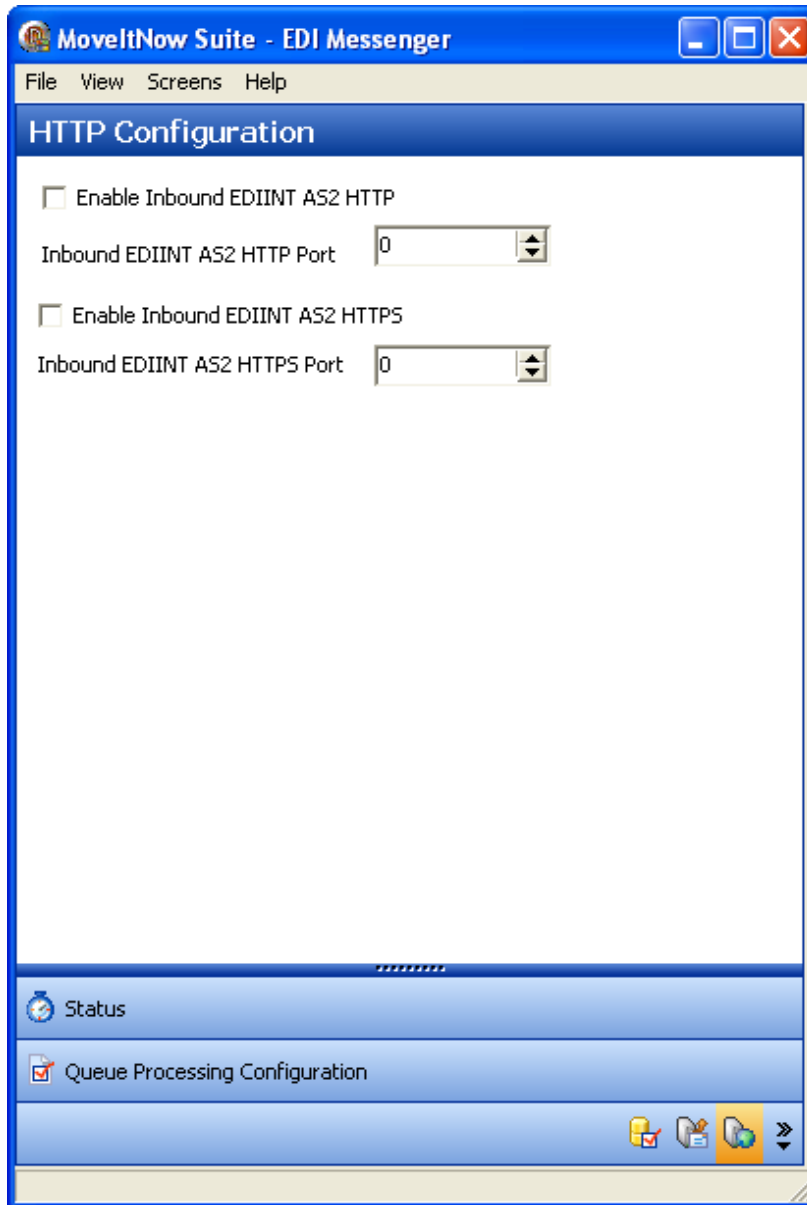 MoveItNow Suite - EDI Messenger
File View Screens Help
HTTP Configuration
Enable Inbound EDIINT AS2 HTTP
Inbound EDIINT AS2 HTTP Port 0
Enable Inbound EDIINT AS2 HTTPS
Inbound EDIINT AS2 HTTPS Port 0
Status
Queue Processing Configuration